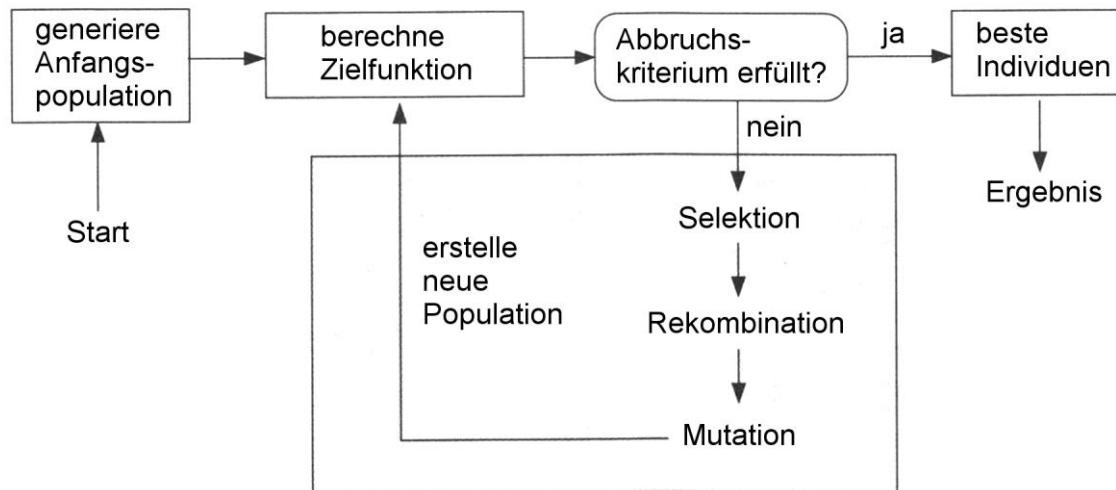 generiere
Anfangs-
population
berechne
Zielfunktion
Abbruchs-
kriterium erfüllt?
ja
beste
Individuen
nein
Start
Ergebnis
Selektion
erstelle
neue
Population
Rekombination
Mutation